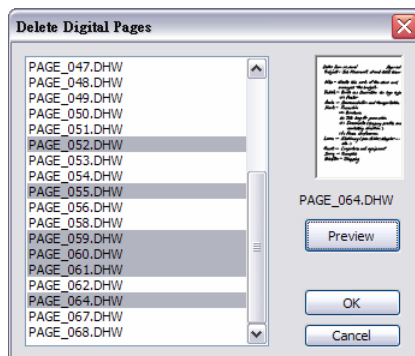 Delete Digital Pages
PAGE_047.DHW
PAGE_048.DHW
PAGE_049.DHW
PAGE_050.DHW
PAGE_051.DHW
PAGE_052.DHW
PAGE_053.DHW
PAGE_054.DHW
PAGE_055.DHW
PAGE_056.DHW
PAGE_058.DHW
PAGE_059.DHW
PAGE_060.DHW
PAGE_061.DHW
PAGE_062.DHW
PAGE_064.DHW
PAGE_067.DHW
PAGE_068.DHW
PAGE_064.DHW
Preview
OK
Cancel